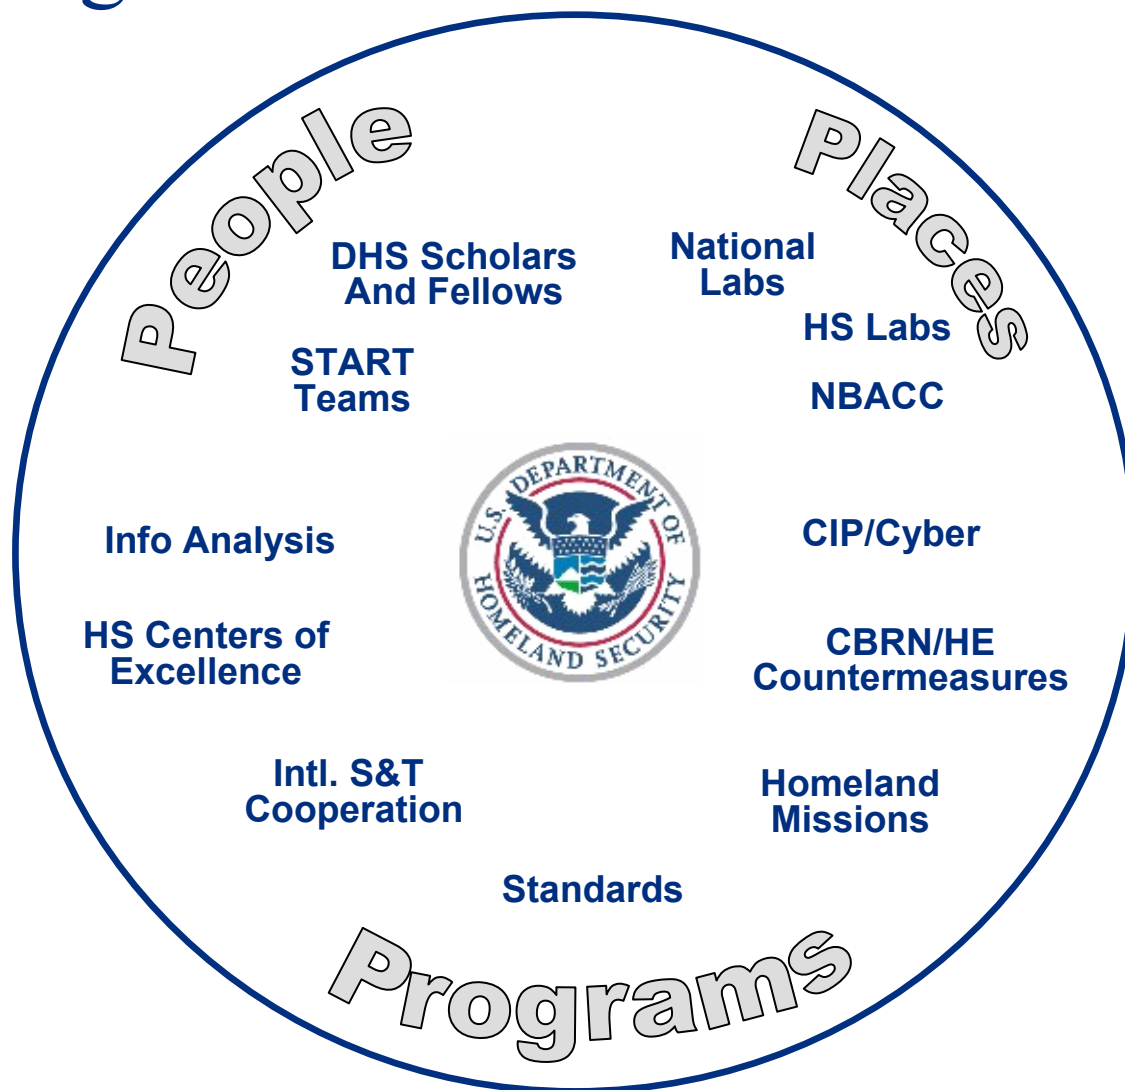 People
Places
DHS Scholars
And Fellows
National
Labs
HS Labs
START
Teams
NBACC
U.S. DEPARTMENT OF
HOMELAND SECURITY
Info Analysis
CIP/Cyber
HS Centers of
Excellence
CBRN/HE
Countermeasures
Intl. S&T
Cooperation
Homeland
Missions
Standards
Programs